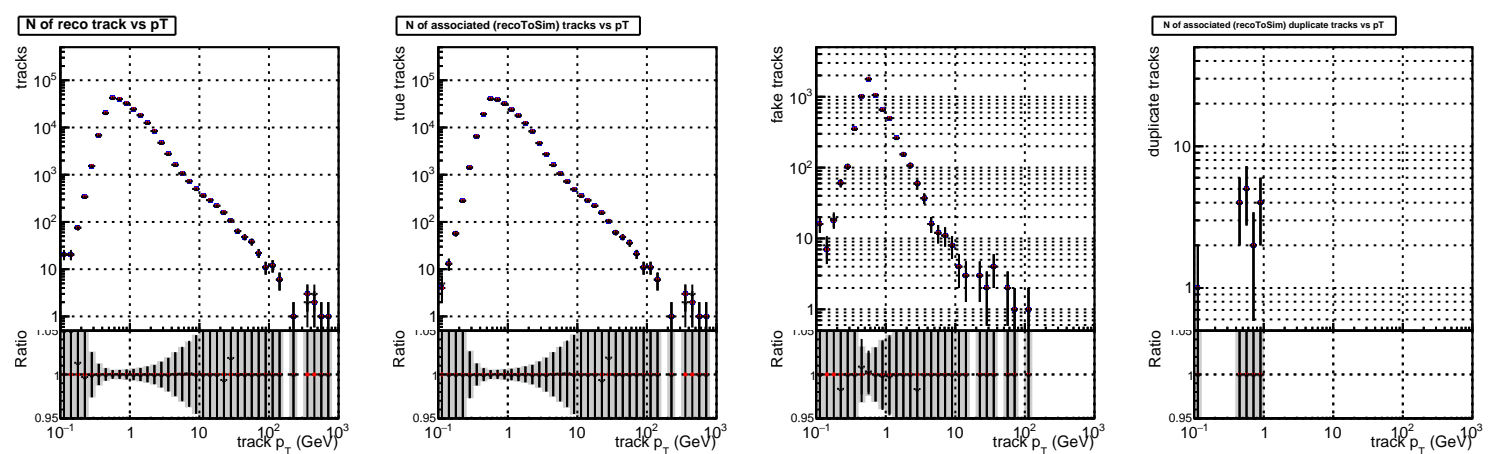 N of reco track vs pT
tracks
10^5
10^4
10^3
10^2
10
1
Ratio
1.05
1
0.95
10^-1 1 10 10^2 10^3
track p_T (GeV)
N of associated (recoToSim) tracks vs pT
true tracks
10^5
10^4
10^3
10^2
10
1
Ratio
1.05
1
0.95
10^-1 1 10 10^2 10^3
track p_T (GeV)
fake tracks
10^3
10^2
10
1
Ratio
1.05
1
0.95
10^-1 1 10 10^2 10^3
track p_T (GeV)
N of associated (recoToSim) duplicate tracks vs pT
duplicate tracks
10
1
Ratio
1.05
1
0.95
10^-1 1 10 10^2 10^3
track p_T (GeV)